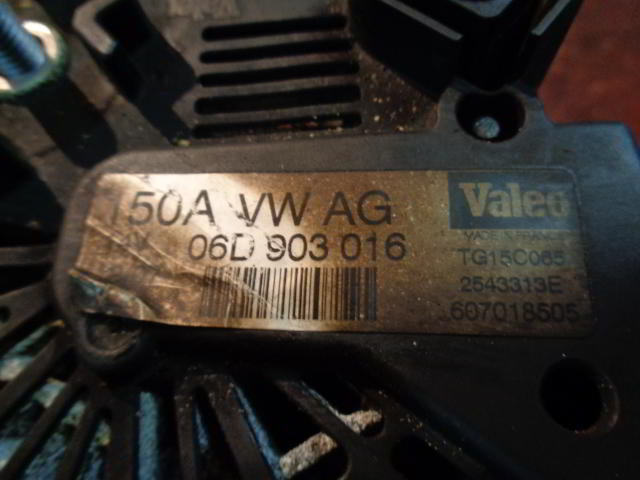 150A VW AG
06D 903 016
Valeo
MADE IN FRANCE
TG15C065
2543313E
607018505